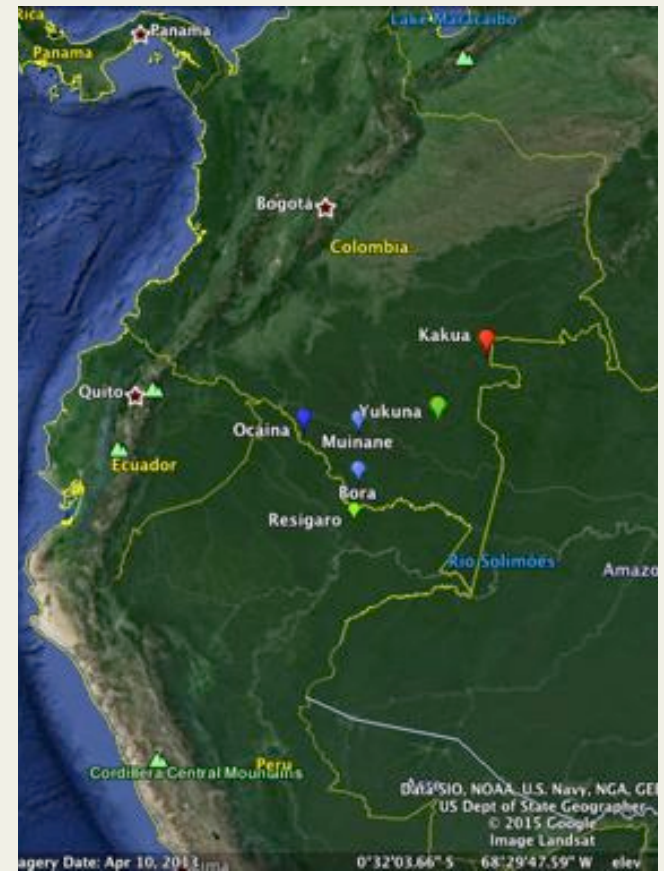 Rica
Lake Maracaibo
Panama
Panama
Bogotá
Colombia
Kakua
Quito
Ocaina
Yukuna
Muinane
Ecuador
Bora
Resigaro
Rio Solimões
Amazo
Peru
Cordillera Central Mountains
Data SIO, NOAA, U.S. Navy, NGA, GEB
US Dept of State Geographer
© 2015 Google
Image Landsat
agery Date: Apr 10, 2013
0°32'03.66" S 68°29'47.59" W elev